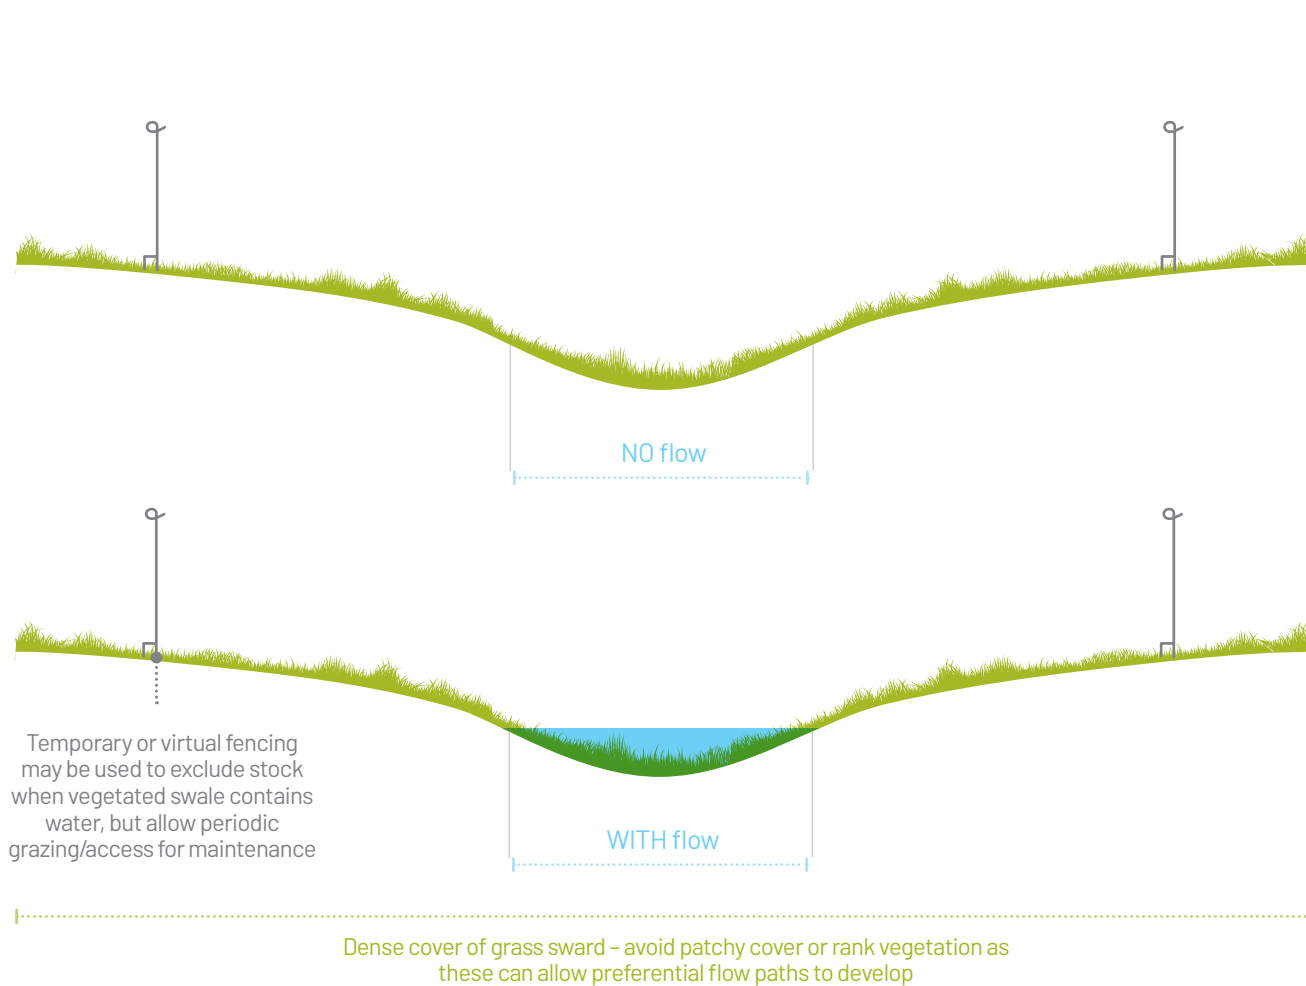 NO flow
Temporary or virtual fencing
may be used to exclude stock
when vegetated swale contains
water, but allow periodic
grazing/access for maintenance
WITH flow
Dense cover of grass sward – avoid patchy cover or rank vegetation as
these can allow preferential flow paths to develop